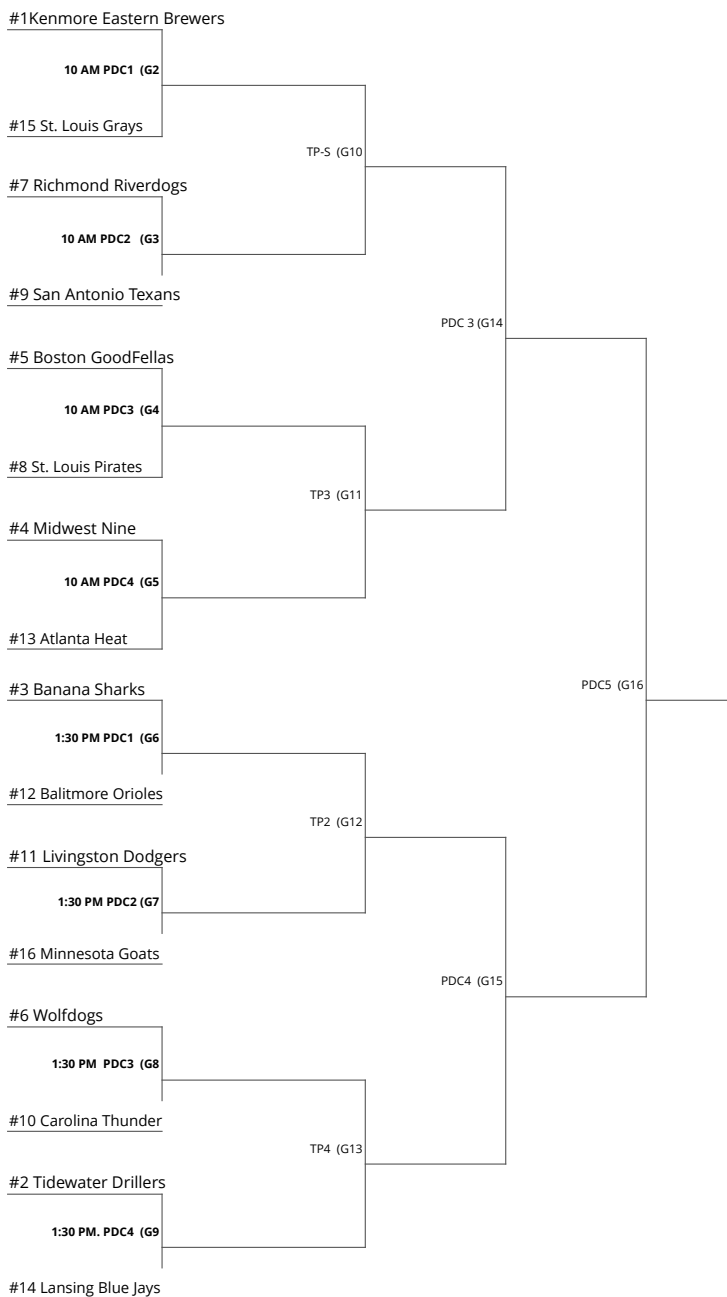 #1Kenmore Eastern Brewers
10 AM PDC1 (G2
#15 St. Louis Grays
TP-S (G10
#7 Richmond Riverdogs
10 AM PDC2 (G3
#9 San Antonio Texans
PDC 3 (G14
#5 Boston GoodFellas
10 AM PDC3 (G4
#8 St. Louis Pirates
TP3 (G11
#4 Midwest Nine
10 AM PDC4 (G5
#13 Atlanta Heat
PDC5 (G16
#3 Banana Sharks
1:30 PM PDC1 (G6
#12 Balitmore Orioles
TP2 (G12
#11 Livingston Dodgers
1:30 PM PDC2 (G7
#16 Minnesota Goats
PDC4 (G15
#6 Wolfdogs
1:30 PM PDC3 (G8
#10 Carolina Thunder
TP4 (G13
#2 Tidewater Drillers
1:30 PM. PDC4 (G9
#14 Lansing Blue Jays